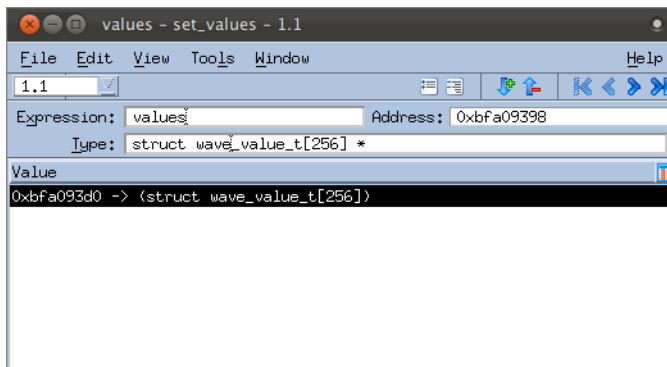 values - set_values - 1.1
File Edit View Tools Window Help
1.1
Expression: values Address: 0xbfa09398
Type: struct wave_value_t[256] *
Value
0xbfa093d0 -> (struct wave_value_t[256])